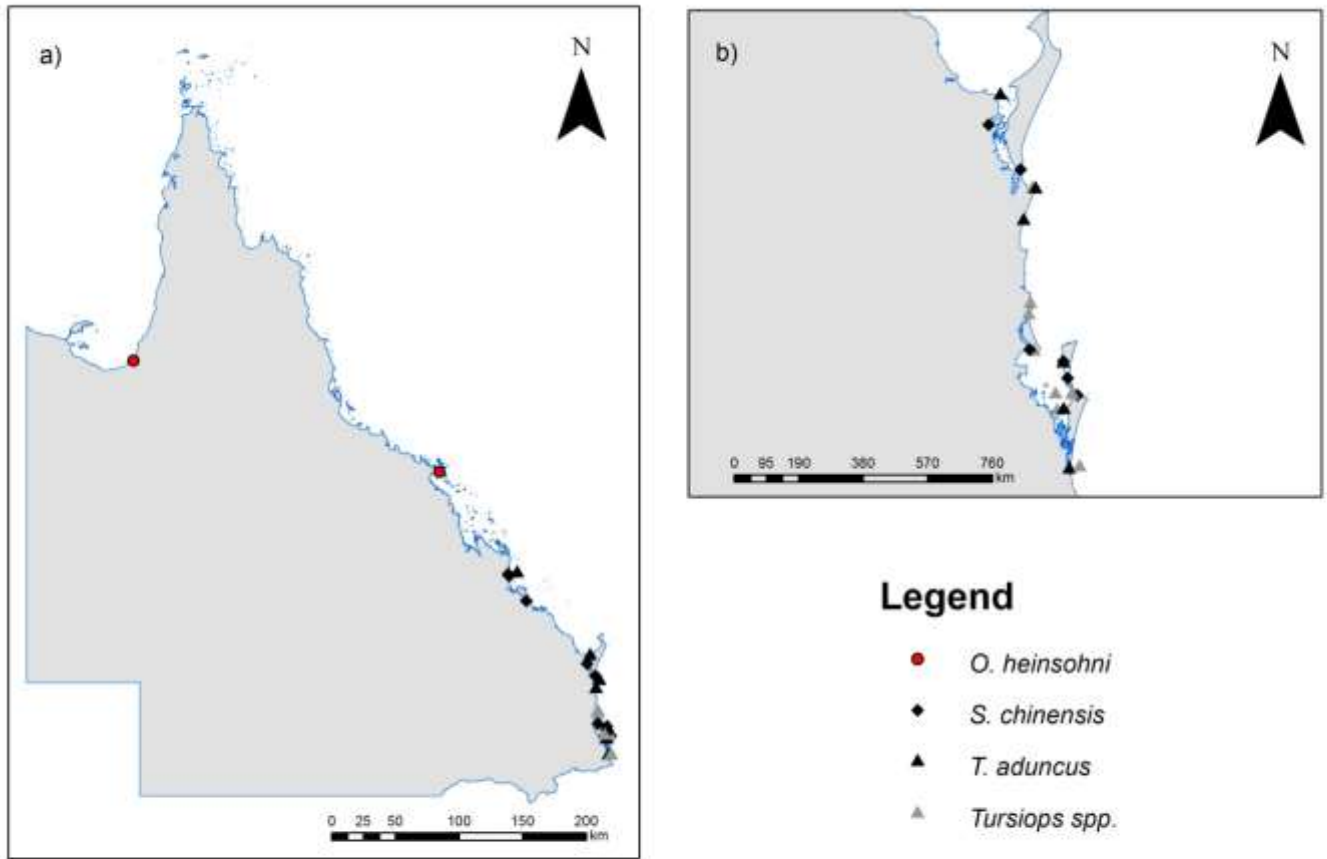 a)
N
0 25 50 100 150 200
km
b)
N
0 95 190 380 570 760
km
Legend
O. heinsohni
S. chinensis
T. aduncus
Tursiops spp.